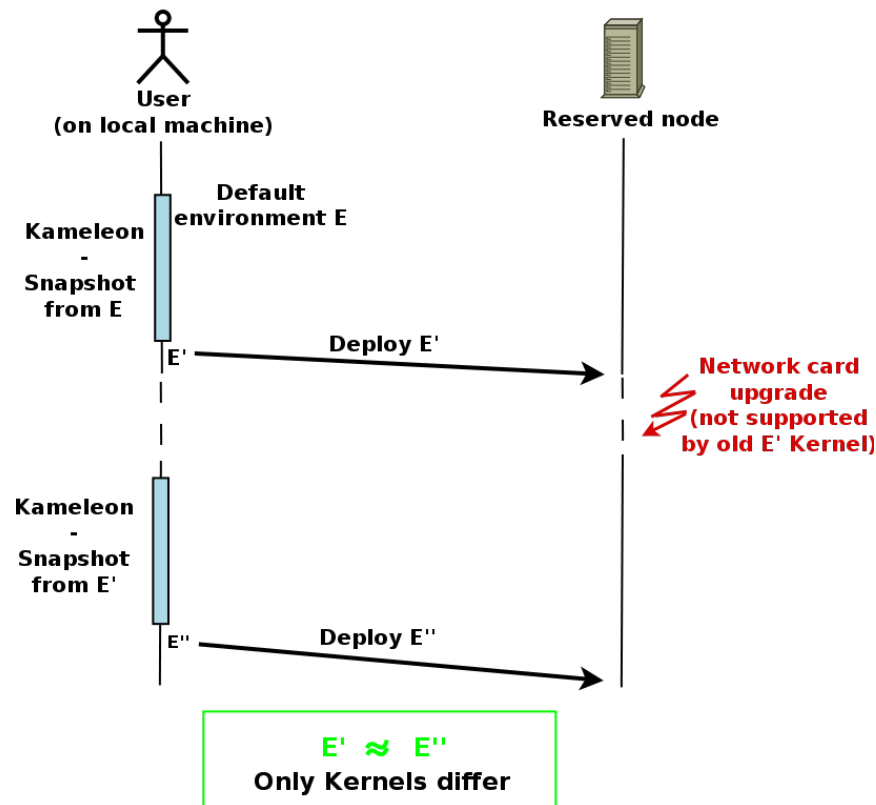 User
(on local machine)
Reserved node
Default
environment E
Kameleon
-
Snapshot
from E
E'
Deploy E'
Network card
upgrade
(not supported
by old E' Kernel)
Kameleon
-
Snapshot
from E'
E''
Deploy E''
E' ≈ E''
Only Kernels differ